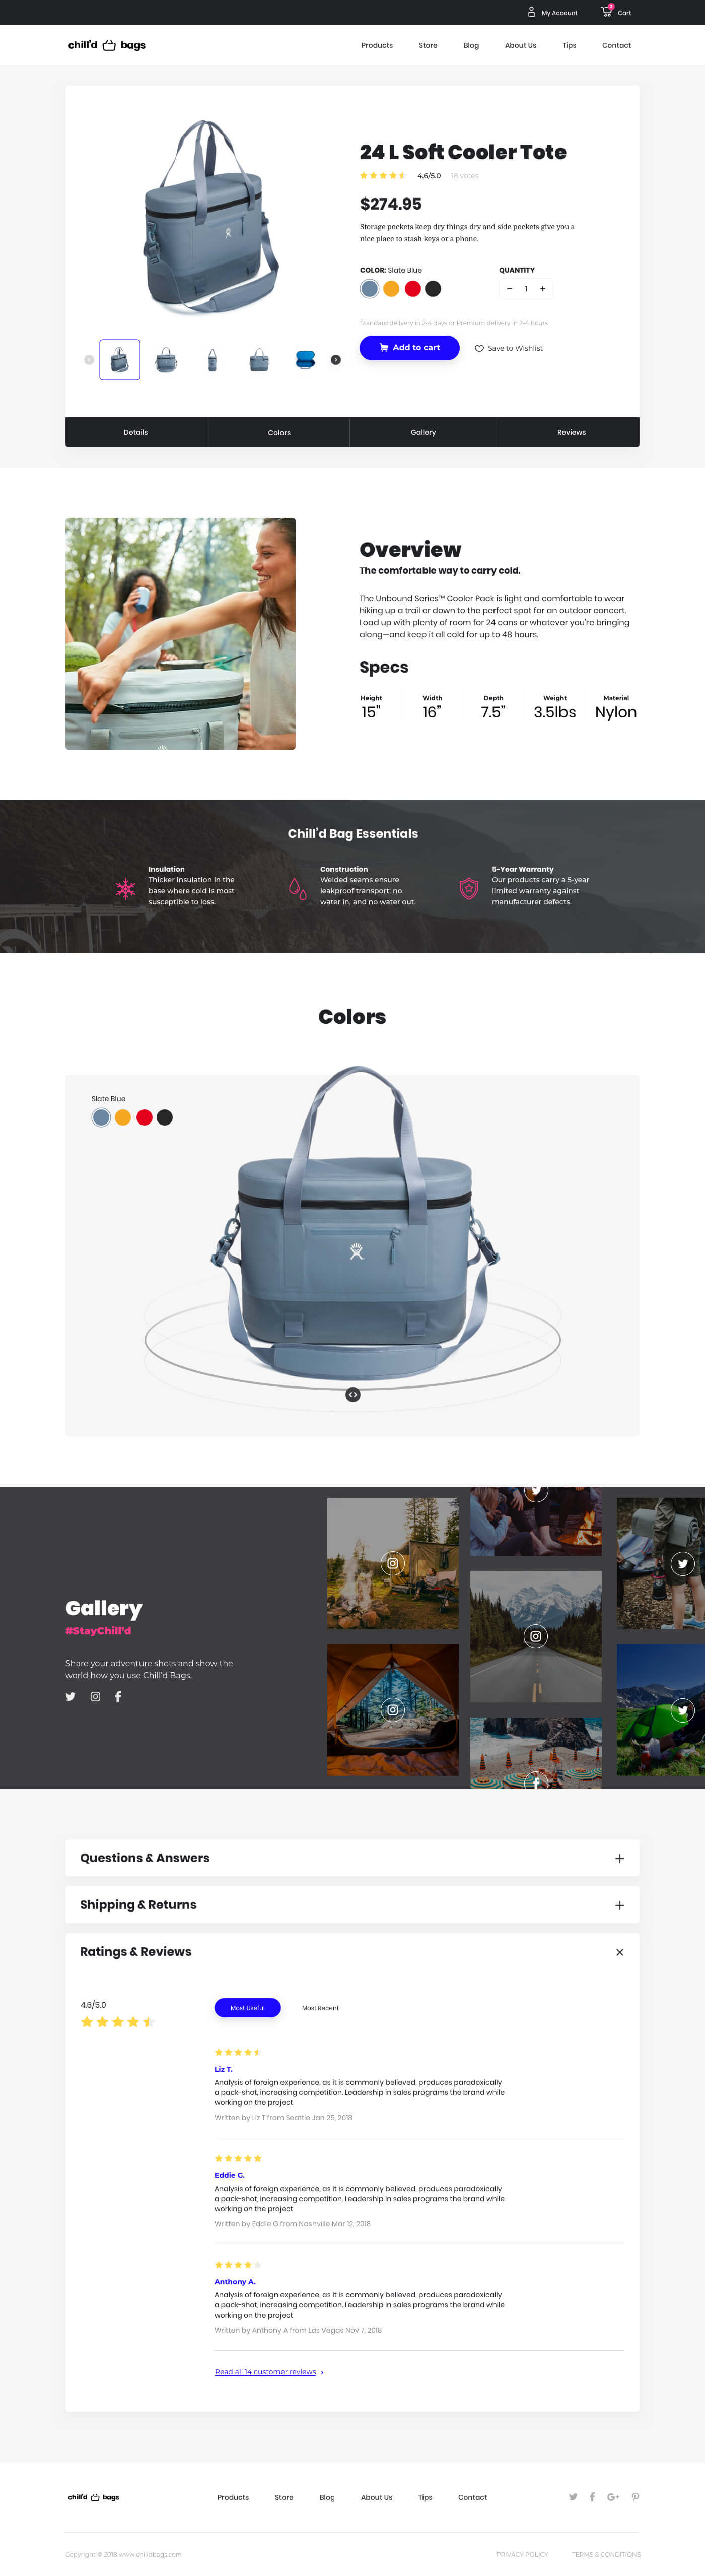 My Account
2
Cart
chill'd bags
Products
Store
Blog
About Us
Tips
Contact
24 L Soft Cooler Tote
4.6/5.0
18 votes
$274.95
Storage pockets keep dry things dry and side pockets give you a
nice place to stash keys or a phone.
COLOR: Slate Blue
QUANTITY
− 1 +
Standard delivery in 2-4 days or Premium delivery in 2-4 hours
Add to cart
Save to Wishlist
Details
Colors
Gallery
Reviews
Overview
The comfortable way to carry cold.
The Unbound Series™ Cooler Pack is light and comfortable to wear
hiking up a trail or down to the perfect spot for an outdoor concert.
Load up with plenty of room for 24 cans or whatever you're bringing
along—and keep it all cold for up to 48 hours.
Specs
Height
Width
Depth
Weight
Material
15"
16”
7.5”
3.5lbs
Nylon
Chill'd Bag Essentials
Insulation
Thicker insulation in the
base where cold is most
susceptible to loss.
Construction
Welded seams ensure
leakproof transport; no
water in, and no water out.
5-Year Warranty
Our products carry a 5-year
limited warranty against
manufacturer defects.
Colors
Slate Blue
Gallery
#StayChill'd
Share your adventure shots and show the
world how you use Chill'd Bags.
Questions & Answers
Shipping & Returns
Ratings & Reviews
4.6/5.0
Most Useful
Most Recent
Liz T.
Analysis of foreign experience, as it is commonly believed, produces paradoxically
a pack-shot, increasing competition. Leadership in sales programs the brand while
working on the project
Written by Liz T from Seattle Jan 25, 2018
Eddie G.
Analysis of foreign experience, as it is commonly believed, produces paradoxically
a pack-shot, increasing competition. Leadership in sales programs the brand while
working on the project
Written by Eddie G from Nashville Mar 12, 2018
Anthony A.
Analysis of foreign experience, as it is commonly believed, produces paradoxically
a pack-shot, increasing competition. Leadership in sales programs the brand while
working on the project
Written by Anthony A from Las Vegas Nov 7, 2018
Read all 14 customer reviews
chill'd bags
Products
Store
Blog
About Us
Tips
Contact
Copyright © 2018 www.chilldbags.com
PRIVACY POLICY
TERMS & CONDITIONS